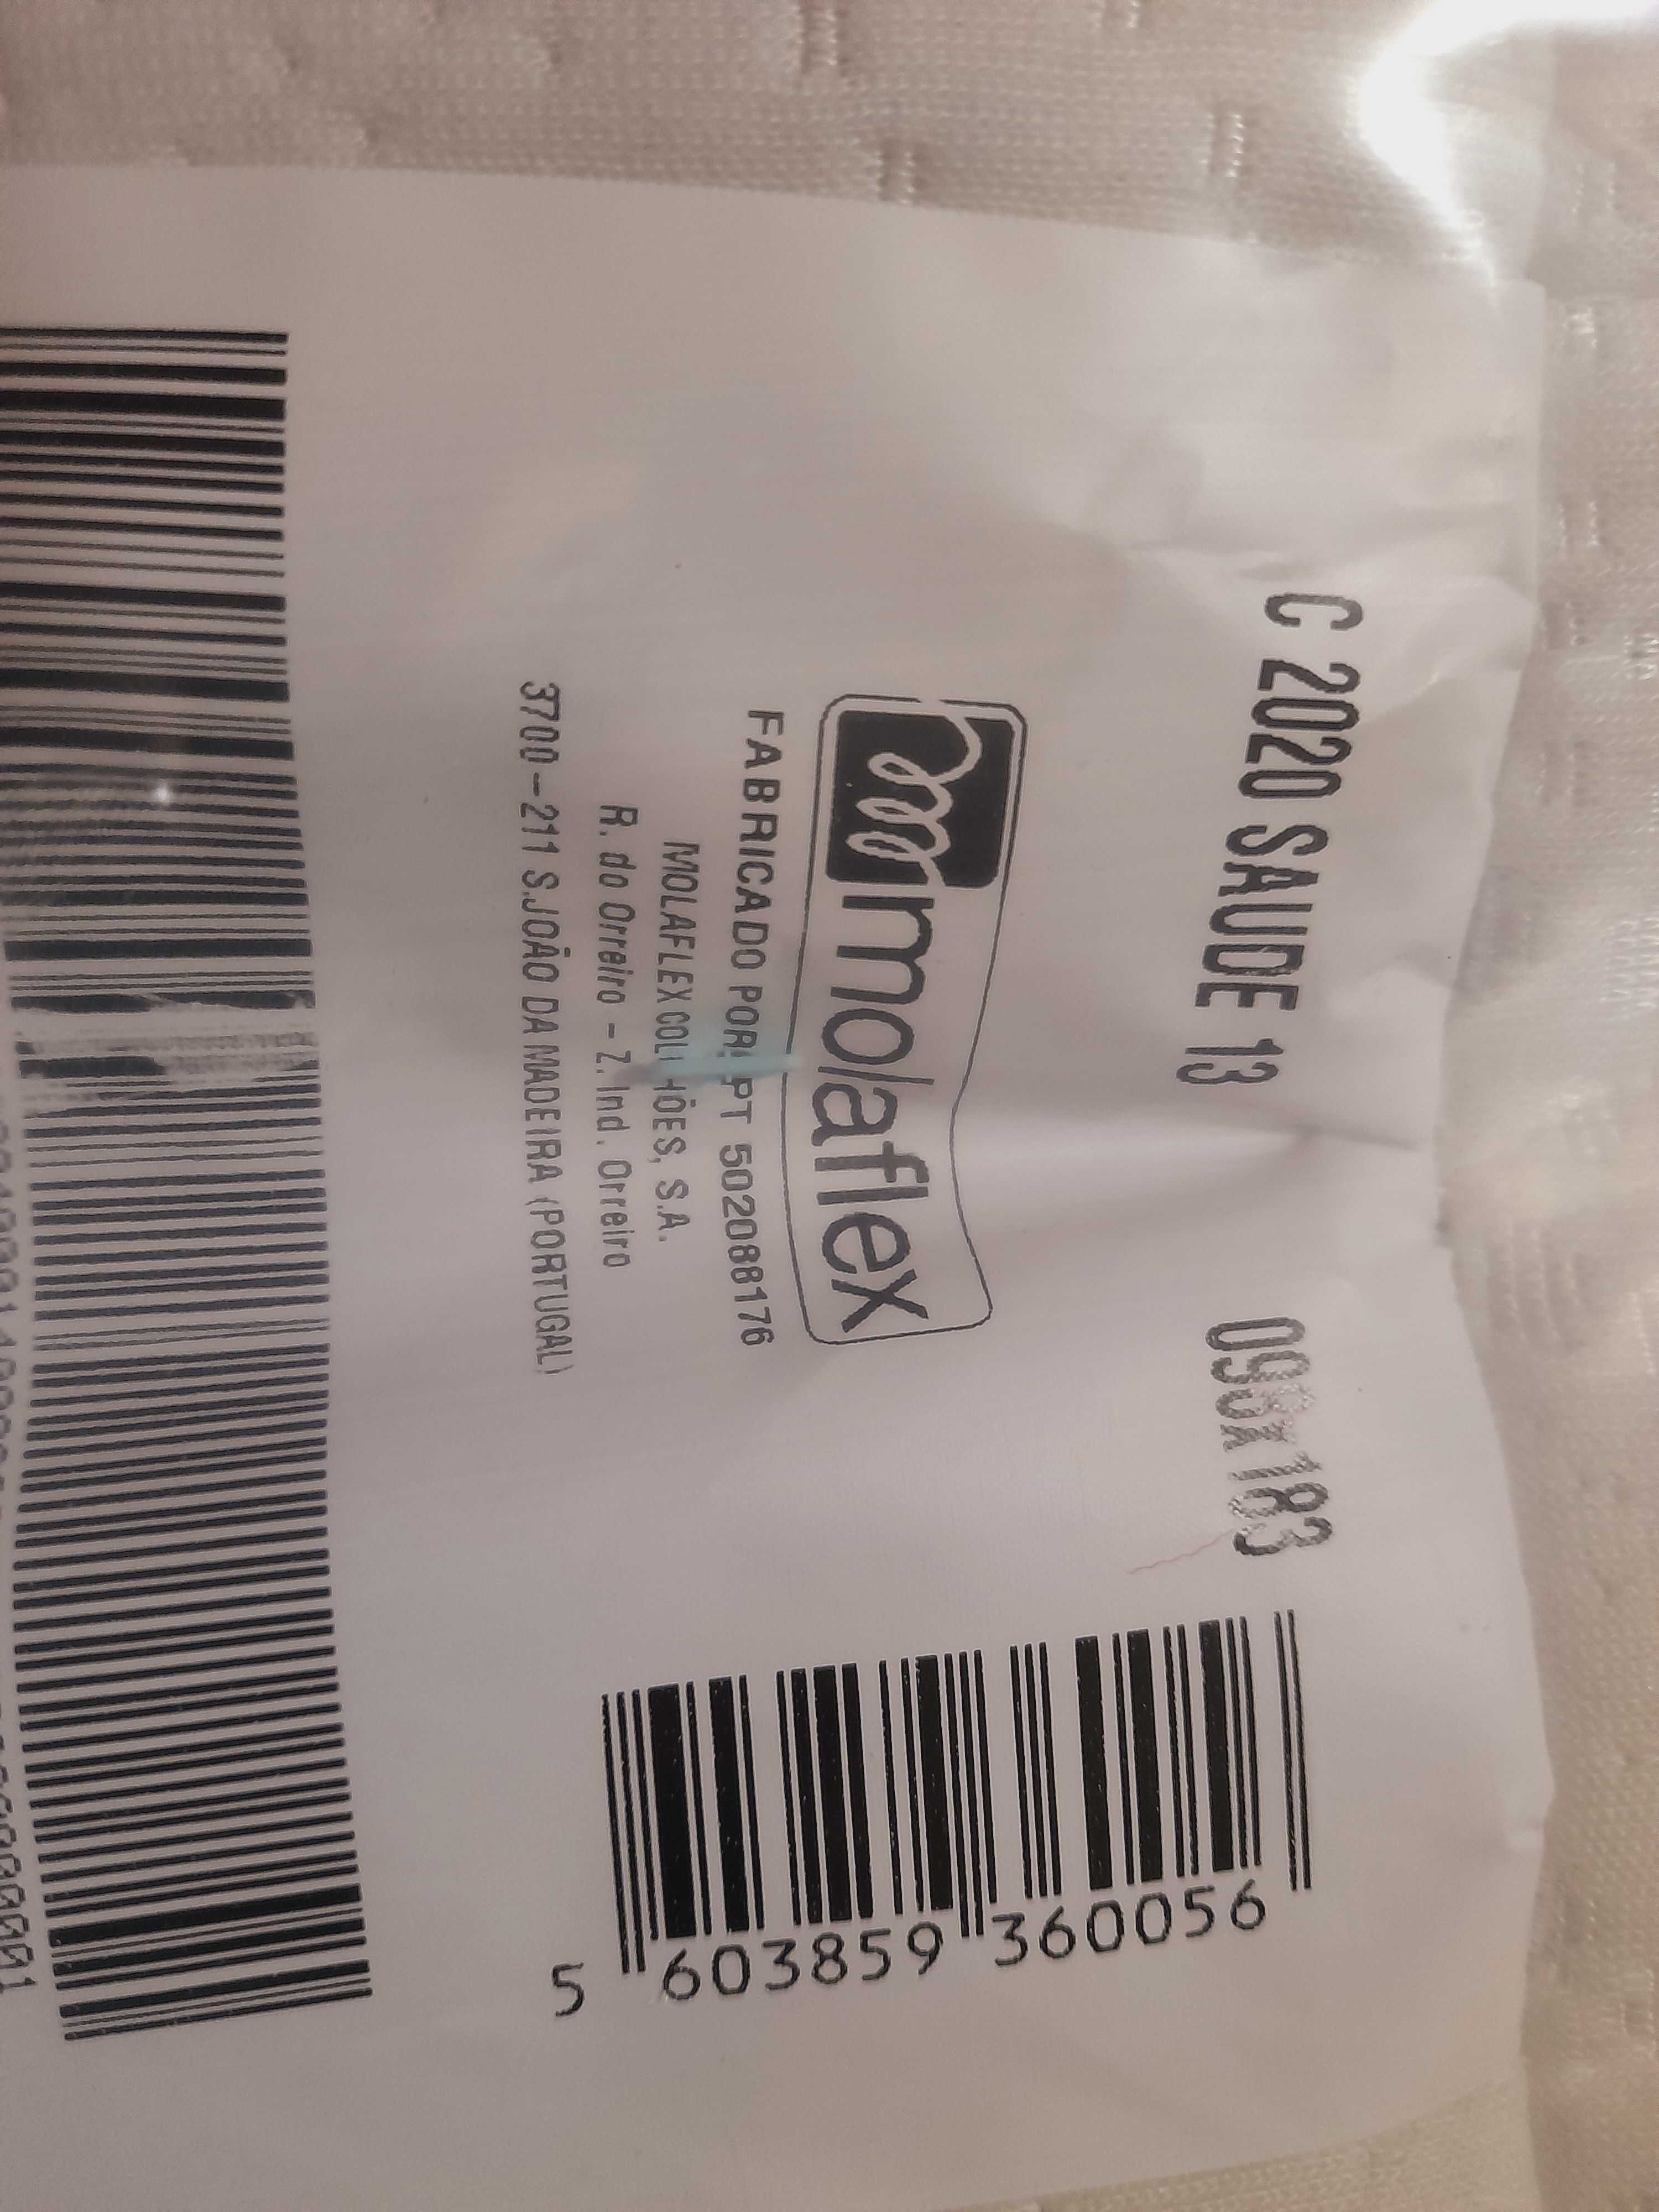 C 2020 SAUDE 13 096x183
molaflex
FABRICADO POR: PT 502088176
MOLAFLEX COLCHÕES, S.A.
R. do Orreiro - Z. Ind. Orreiro
3700-211 S.JOÃO DA MADEIRA (PORTUGAL)
5 603859 360056